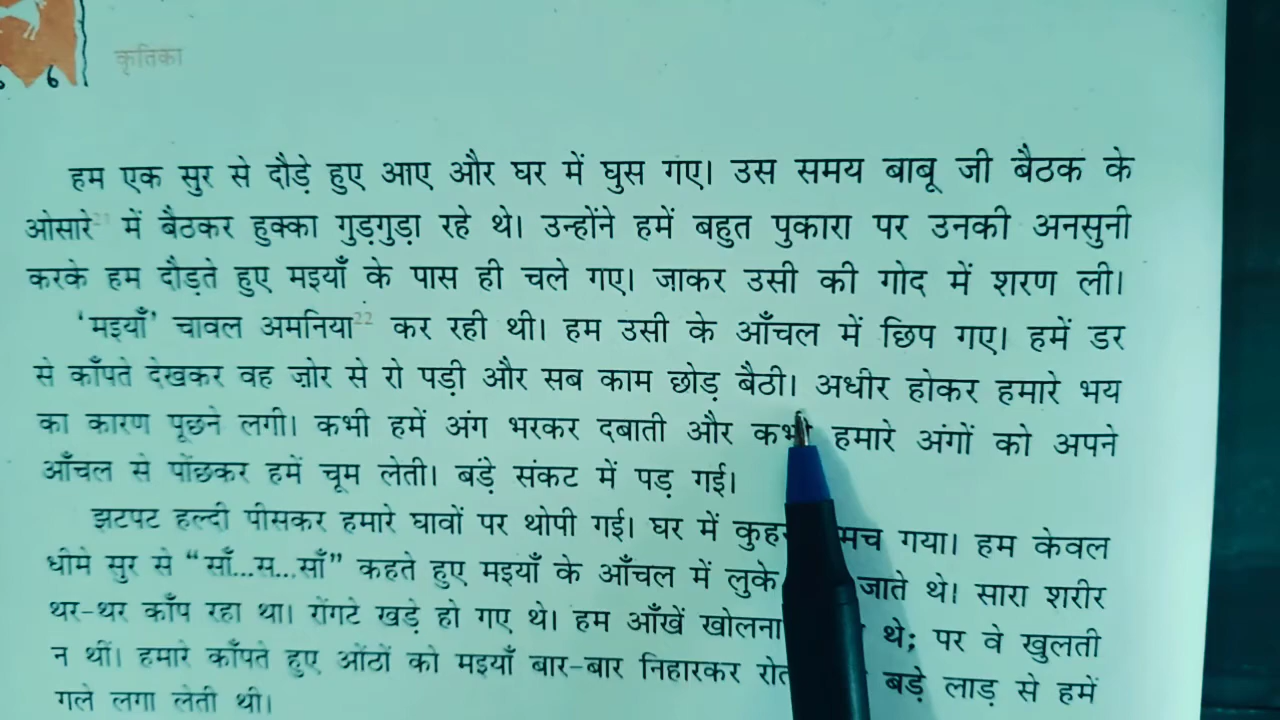 6
कृतिका
हम एक सुर से दौड़े हुए आए और घर में घुस गए। उस समय बाबू जी बैठक के
ओसारे21 में बैठकर हुक्का गुड़गुड़ा रहे थे। उन्होंने हमें बहुत पुकारा पर उनकी अनसुनी
करके हम दौड़ते हुए मइयाँ के पास ही चले गए। जाकर उसी की गोद में शरण ली।
'मइयाँ' चावल अमनिया22 कर रही थी। हम उसी के आँचल में छिप गए। हमें डर
से काँपते देखकर वह ज़ोर से रो पड़ी और सब काम छोड़ बैठी। अधीर होकर हमारे भय
का कारण पूछने लगी। कभी हमें अंग भरकर दबाती और कभी हमारे अंगों को अपने
आँचल से पोंछकर हमें चूम लेती। बड़े संकट में पड़ गई।
झटपट हल्दी पीसकर हमारे घावों पर थोपी गई। घर में मच गया। हम केवल
धीमे सुर से “साँ...स...साँ” कहते हुए मइयाँ के आँचल में लुके जाते थे। सारा शरीर
थर-थर काँप रहा था। रोंगटे खड़े हो गए थे। हम आँखें खोलना थे; पर वे खुलती
न थीं। हमारे काँपते हुए ओंठों को मइयाँ बार-बार निहारकर बड़े लाड़ से हमें
गले लगा लेती थी।